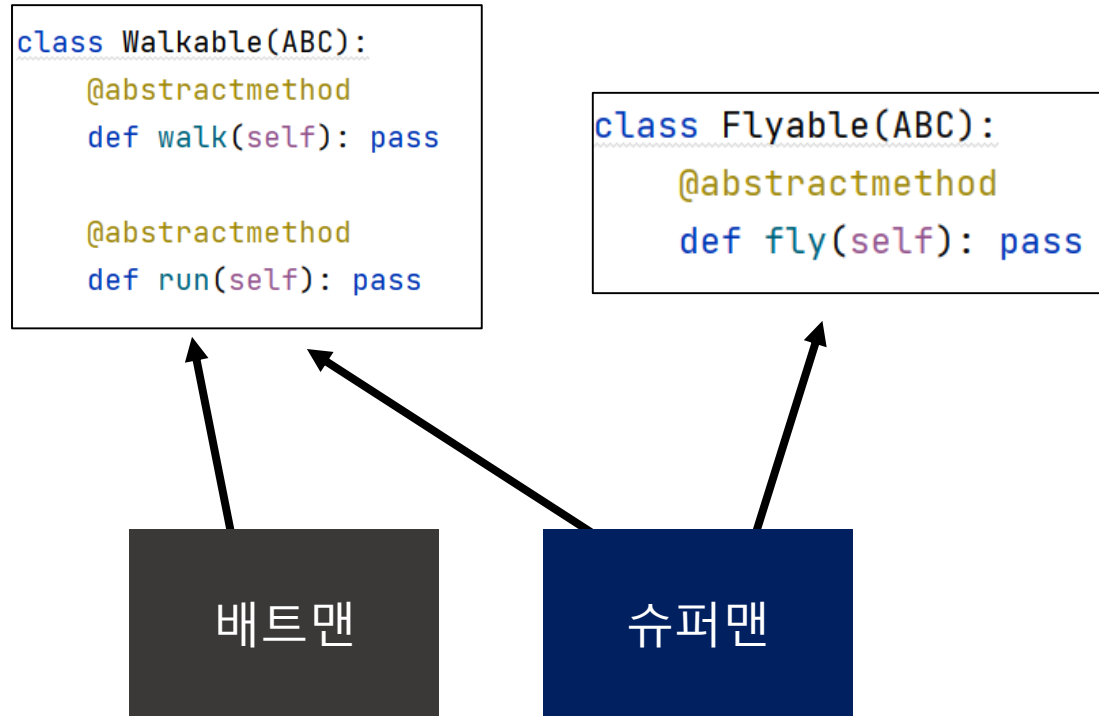 class Walkable(ABC):
    @abstractmethod
    def walk(self): pass

    @abstractmethod
    def run(self): pass
class Flyable(ABC):
    @abstractmethod
    def fly(self): pass
배트맨
슈퍼맨